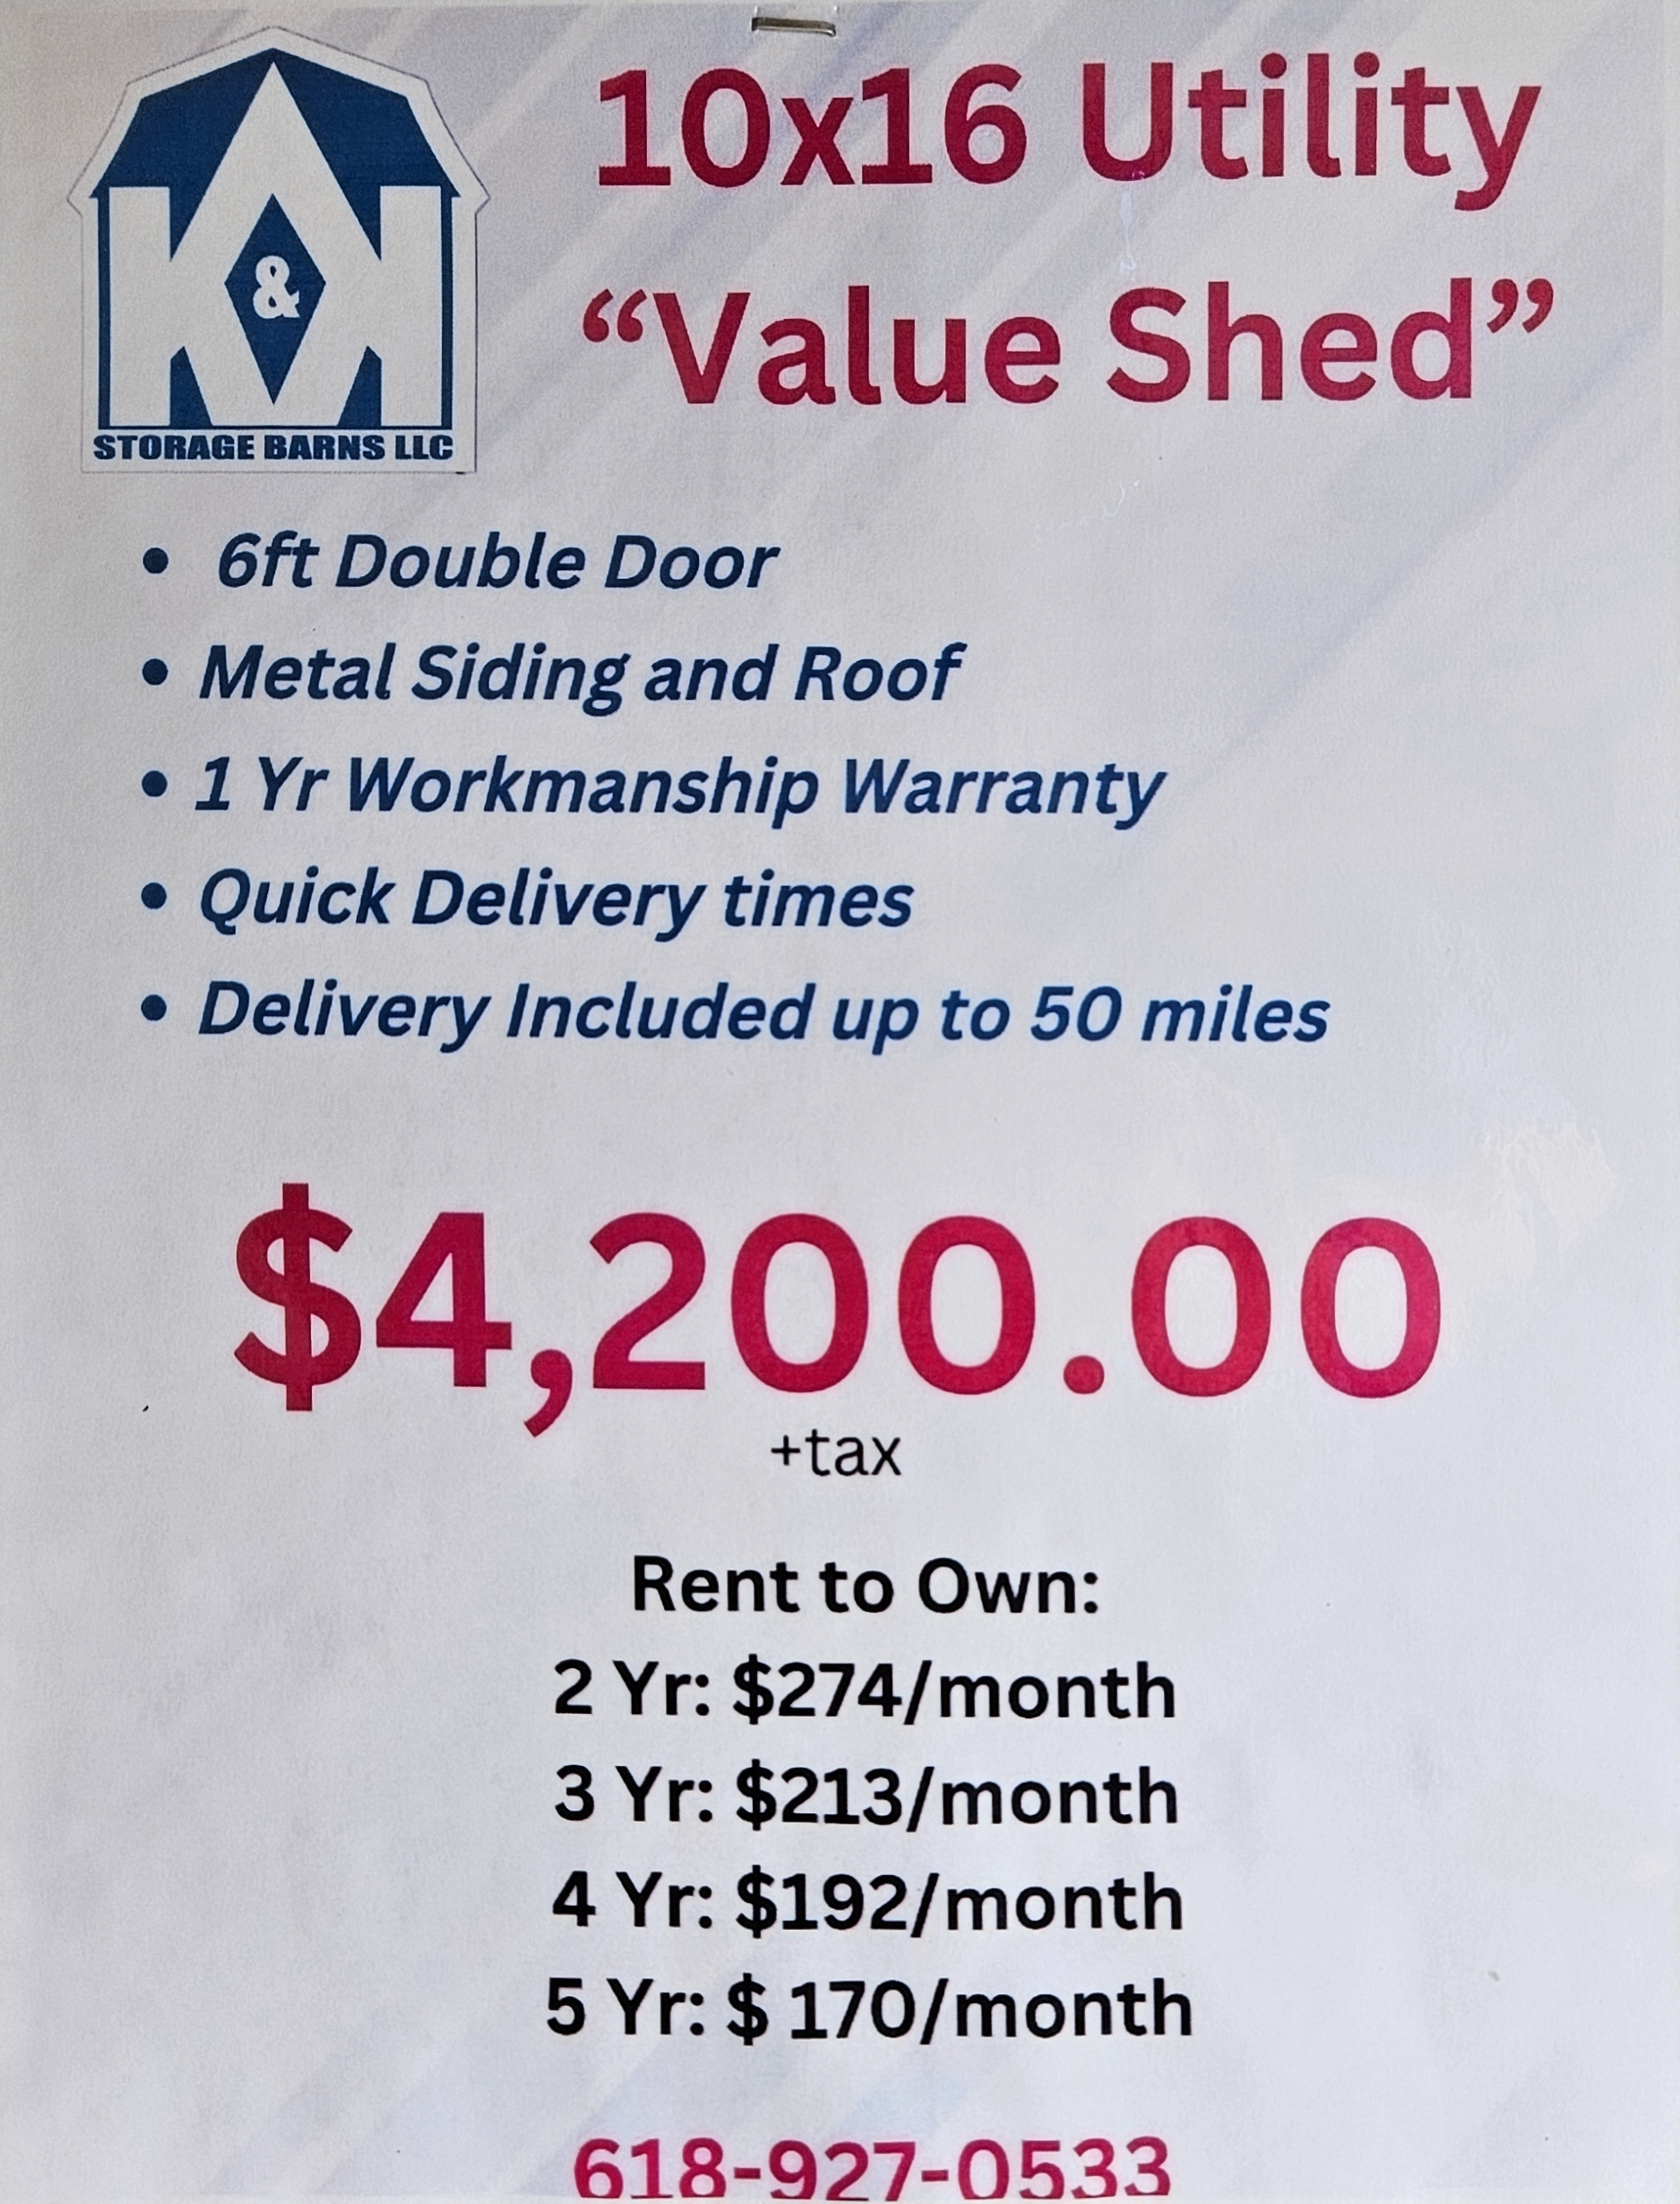 K&K
STORAGE BARNS LLC
10x16 Utility
“Value Shed”
• 6ft Double Door
• Metal Siding and Roof
• 1 Yr Workmanship Warranty
• Quick Delivery times
• Delivery Included up to 50 miles
$4,200.00
+tax
Rent to Own:
2 Yr: $274/month
3 Yr: $213/month
4 Yr: $192/month
5 Yr: $ 170/month
618-927-0533